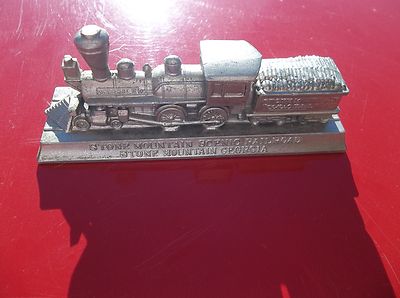 STONE MOUNTAIN SCENIC RAILROAD
STONE MOUNTAIN GEORGIA